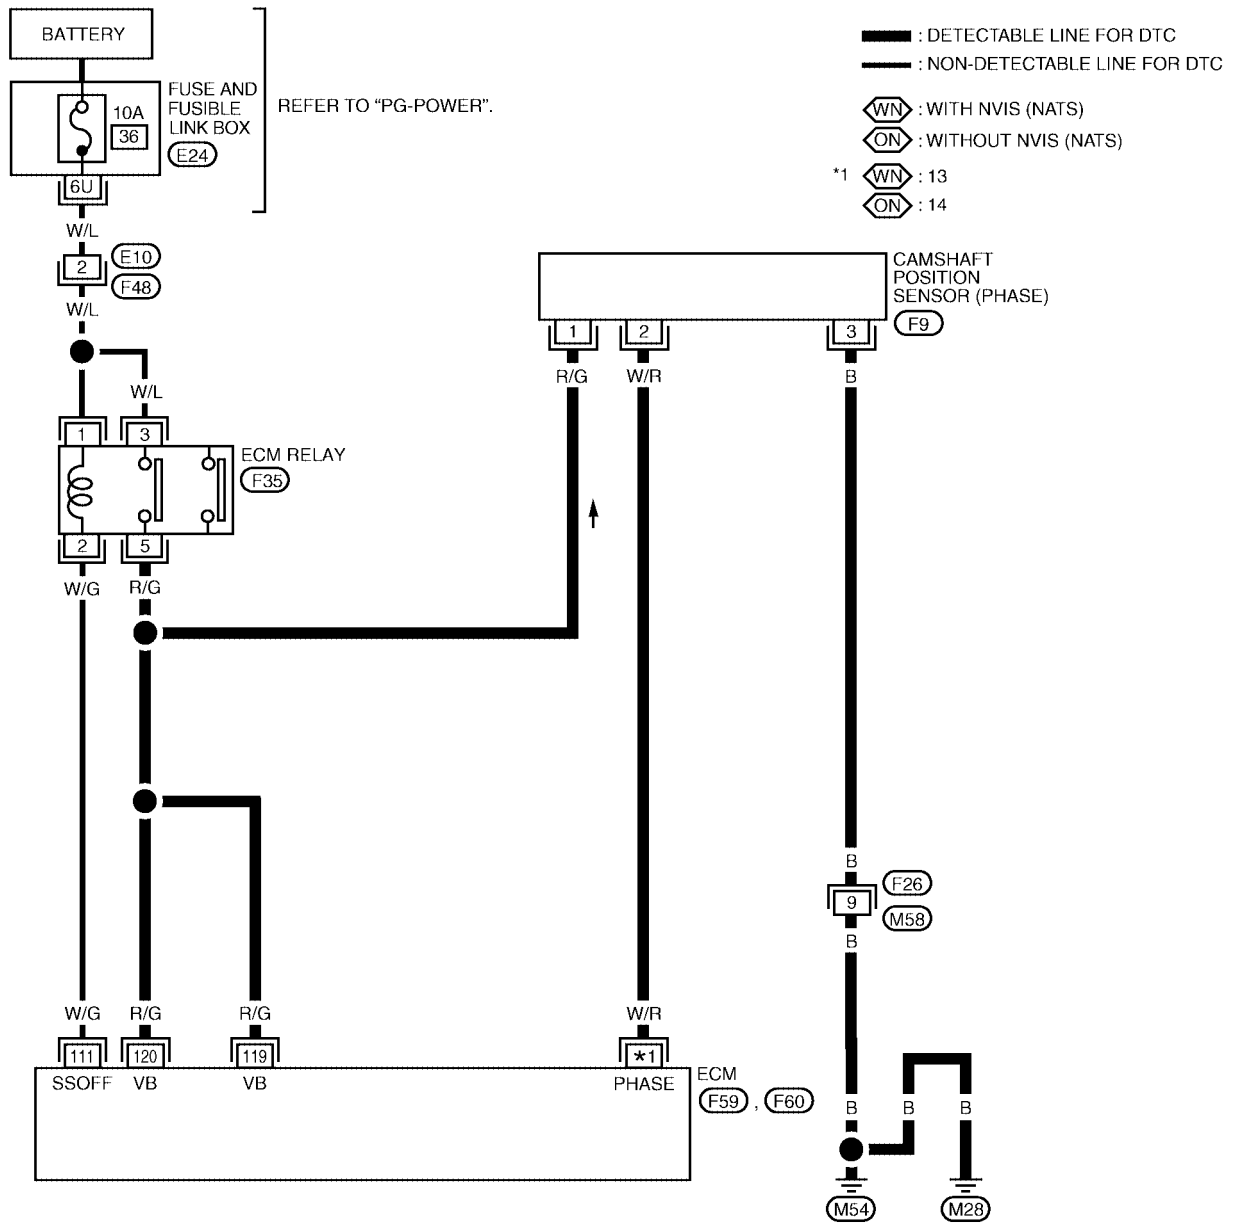 BATTERY
FUSE AND
FUSIBLE
LINK BOX
E24
10A
36
6U
REFER TO "PG-POWER".
: DETECTABLE LINE FOR DTC
: NON-DETECTABLE LINE FOR DTC
WN : WITH NVIS (NATS)
ON : WITHOUT NVIS (NATS)
*1 WN : 13
ON : 14
W/L
2
E10
F48
W/L
W/L
1
3
ECM RELAY
F35
2
5
W/G
R/G
CAMSHAFT
POSITION
SENSOR (PHASE)
F9
1
2
3
R/G
W/R
B
B
9
F26
M58
B
W/G
R/G
R/G
W/R
111
120
119
*1
SSOFF
VB
VB
PHASE
ECM
F59 , F60
B
B
B
M54
M28